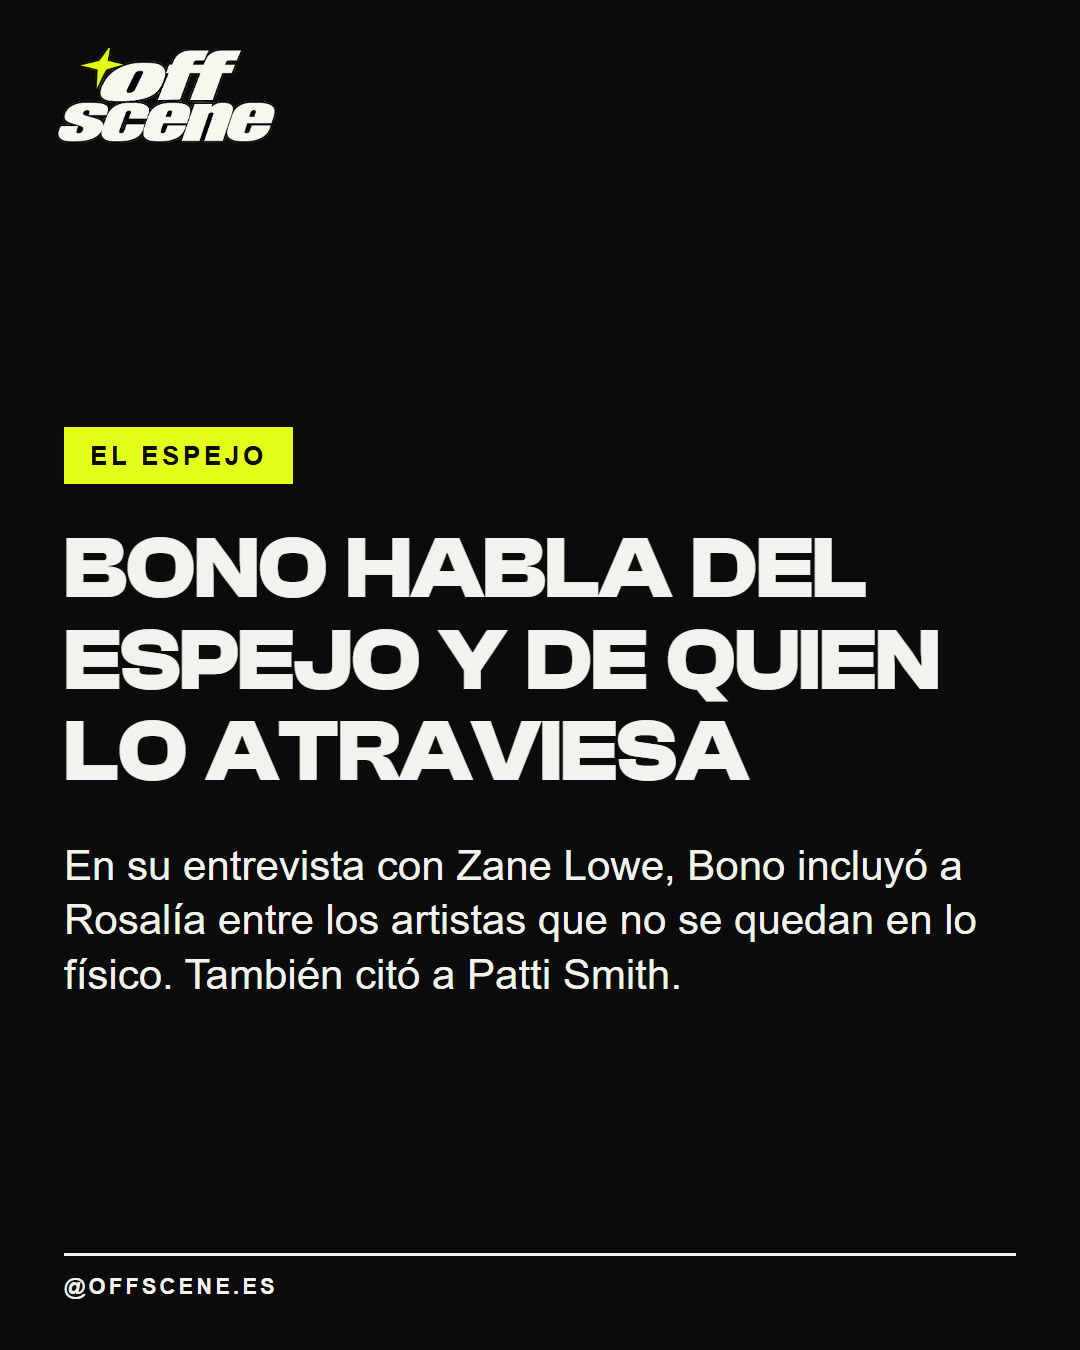 off
scene
EL ESPEJO
BONO HABLA DEL
ESPEJO Y DE QUIEN
LO ATRAVIESA
En su entrevista con Zane Lowe, Bono incluyó a
Rosalía entre los artistas que no se quedan en lo
físico. También citó a Patti Smith.
@OFFSCENE.ES